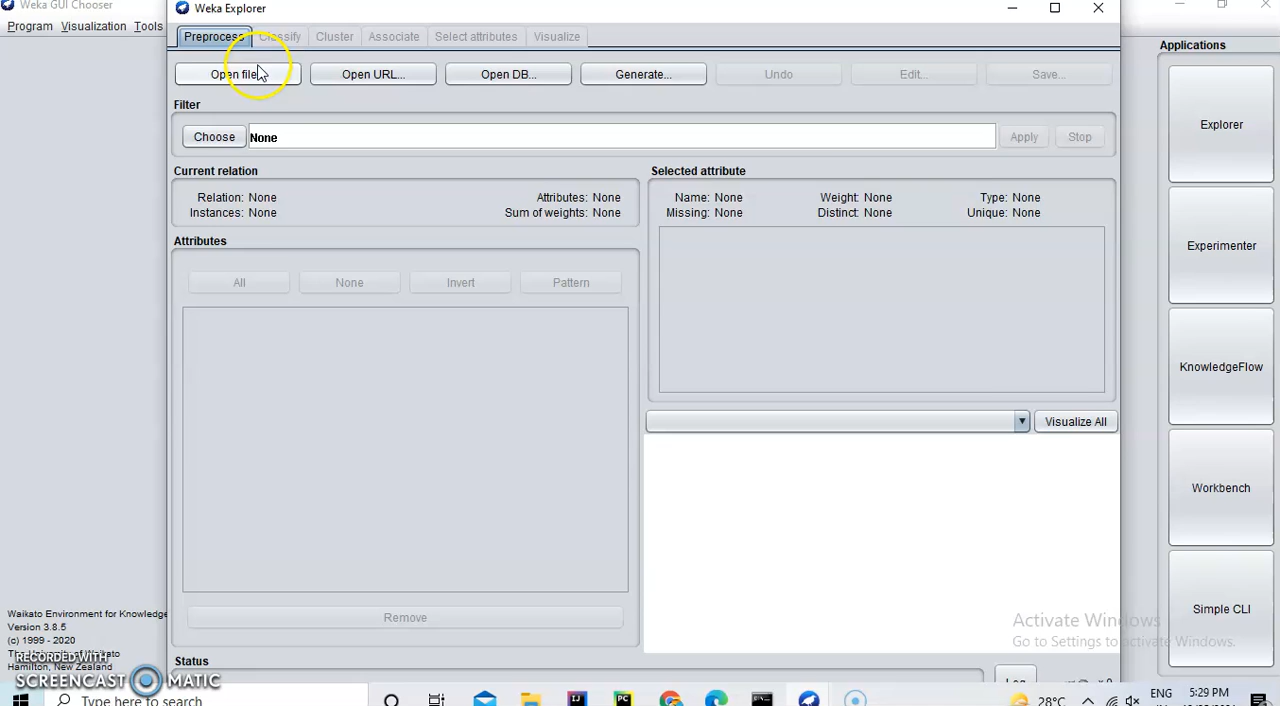 Weka GUI Chooser
Program Visualization Tools
Weka Explorer
Preprocess Classify Cluster Associate Select attributes Visualize
Open file... Open URL... Open DB... Generate... Undo Edit... Save...
Filter
Choose None Apply Stop
Current relation
Relation: None Attributes: None
Instances: None Sum of weights: None
Selected attribute
Name: None Weight: None Type: None
Missing: None Distinct: None Unique: None
Attributes
All None Invert Pattern
Remove
Visualize All
Status
Log
x 0
Applications
Explorer
Experimenter
KnowledgeFlow
Workbench
Simple CLI
Waikato Environment for Knowledge
Version 3.8.5
(c) 1999 - 2020
Hamilton, New Zealand
RECORDED WITH
SCREENCAST MATIC
Activate Windows
Go to Settings to activate Windows.
Type here to search
IJ
PC
28°C
ENG
5:29 PM